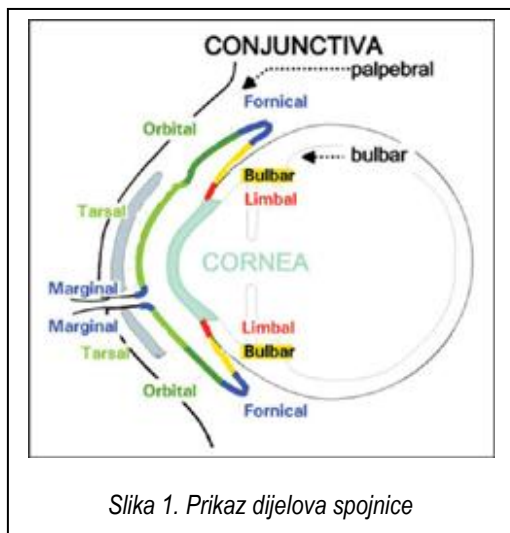 CONJUNCTIVA
palpebral
Fornical
Orbital
bulbar
Bulbar
Limbal
Tarsal
CORNEA
Marginal
Marginal
Limbal
Tarsal
Bulbar
Orbital
Fornical
Slika 1. Prikaz dijelova spojnice